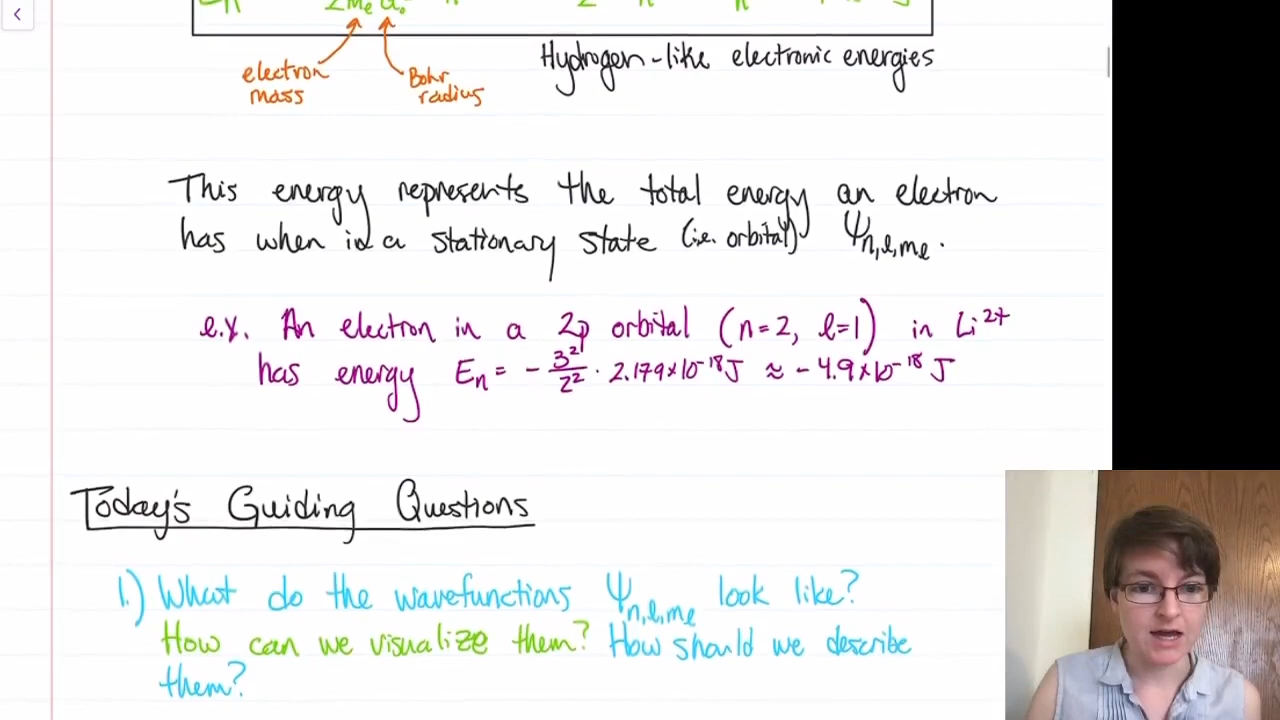 electron
mass
Bohr
radius
Hydrogen-like electronic energies
This energy represents the total energy an electron
has when in a stationary state (i.e. orbital) Ψn,l,ml.
e.x. An electron in a 2p orbital (n=2, l=1) in Li²⁺
has energy En = - 3²/2² · 2.179×10⁻¹⁸J ≈ - 4.9×10⁻¹⁸ J
Today's Guiding Questions
1.) What do the wavefunctions Ψn,l,ml look like?
How can we visualize them? How should we describe
them?